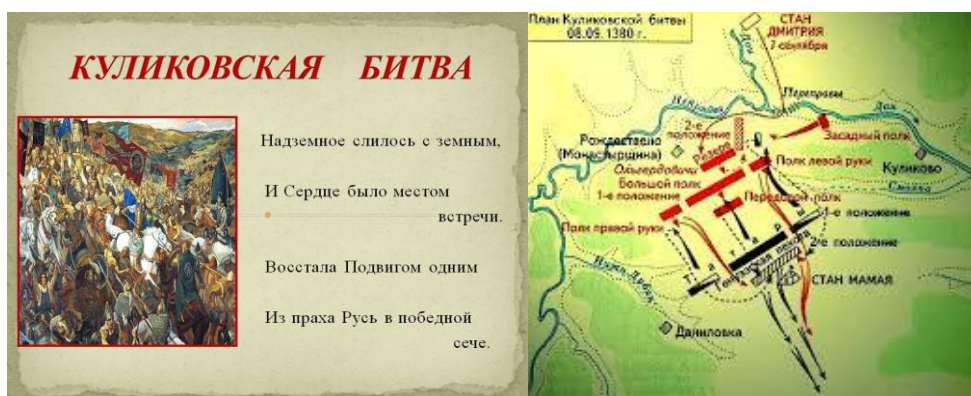 КУЛИКОВСКАЯ БИТВА
Надземное слилось с земным,
И Сердце было местом
встречи.
Восстала Подвигом одним
Из праха Русь в победной
сече.
План Куликовской битвы
08.09.1380 г.
СТАН
ДМИТРИЯ
7 сентября
Дон
Переправы
Непрядва
Дон
2-е
положение
Засадный полк
Рождествено
(Монастырщина)
Резерв
Полк левой руки
Куликово
Ольгердовичи
Большой полк
1-е положение
Передовой полк
Смолка
Полк правой руки
1-е положение
2-е положение
Нижн. Дубик
СТАН МАМАЯ
Даниловка